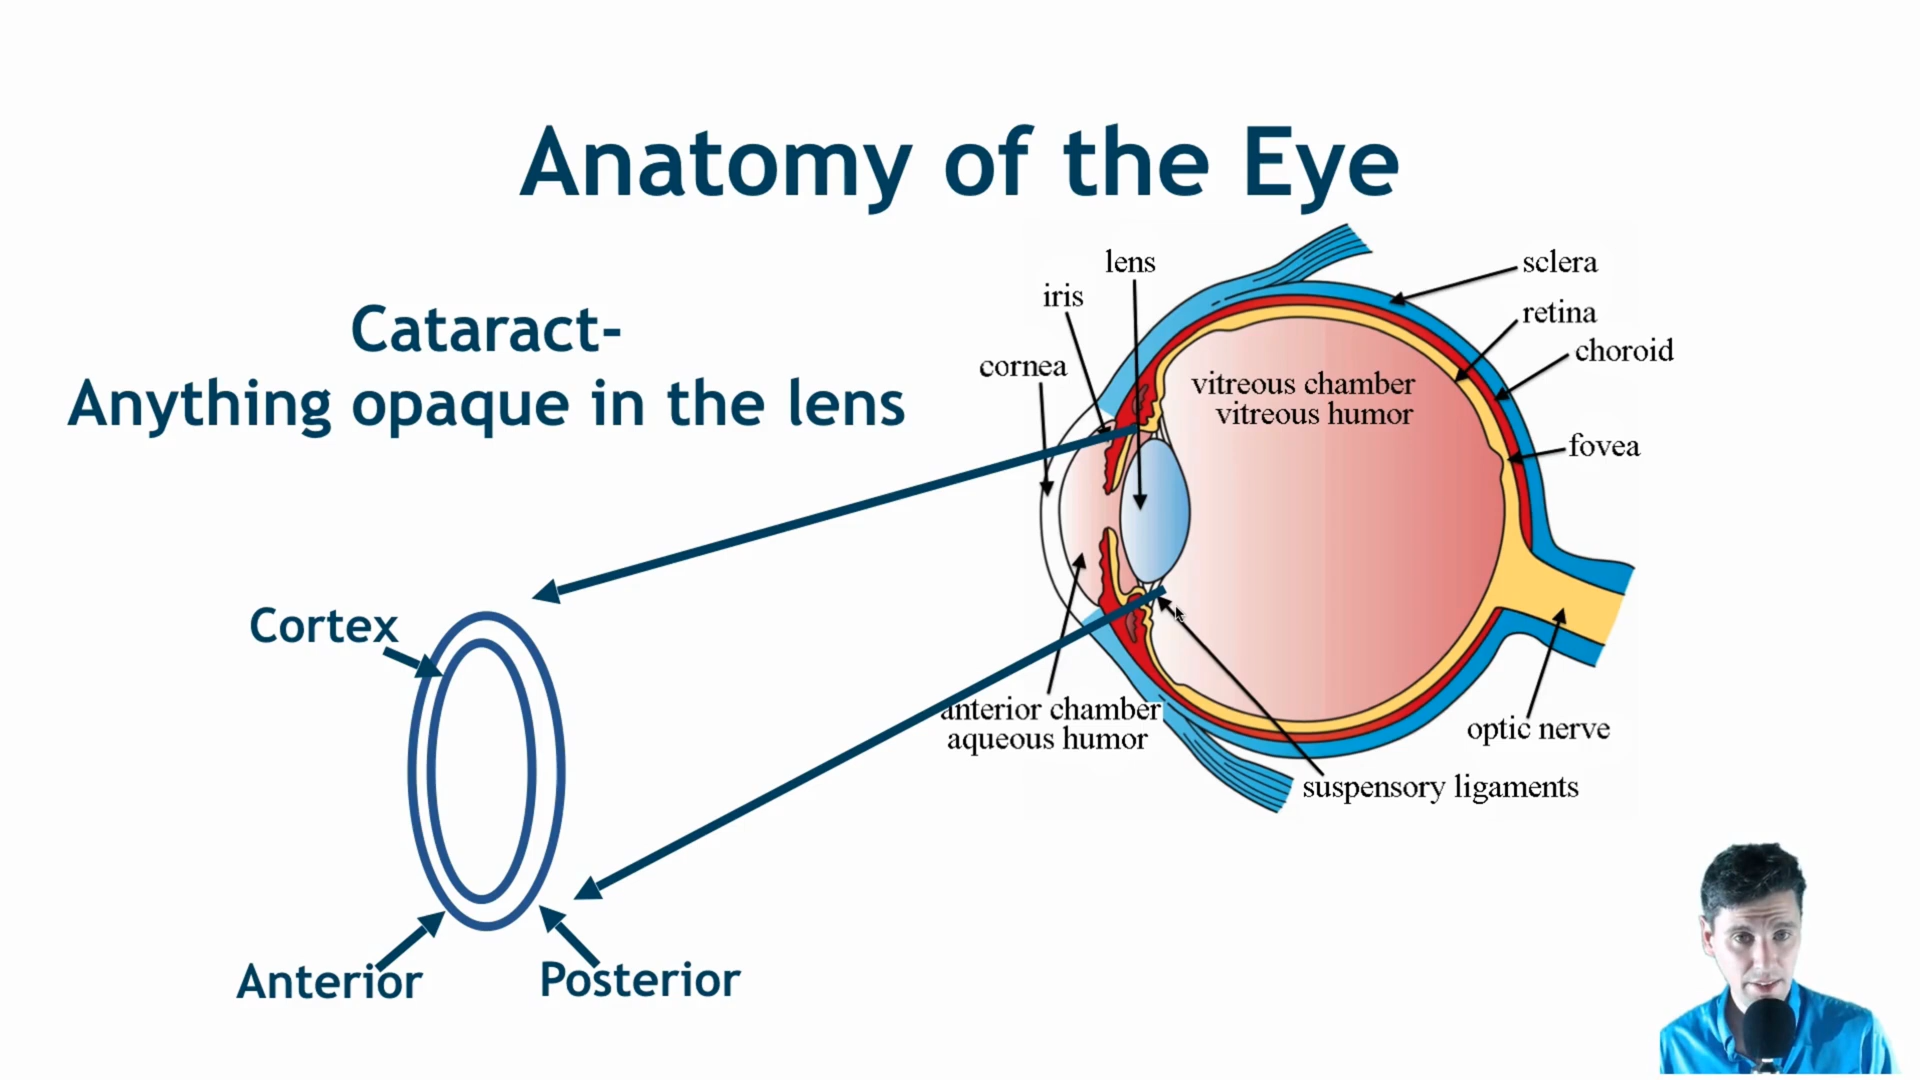 Anatomy of the Eye
Cataract-
Anything opaque in the lens
lens
iris
cornea
sclera
retina
choroid
vitreous chamber
vitreous humor
fovea
Cortex
anterior chamber
aqueous humor
optic nerve
suspensory ligaments
Anterior
Posterior